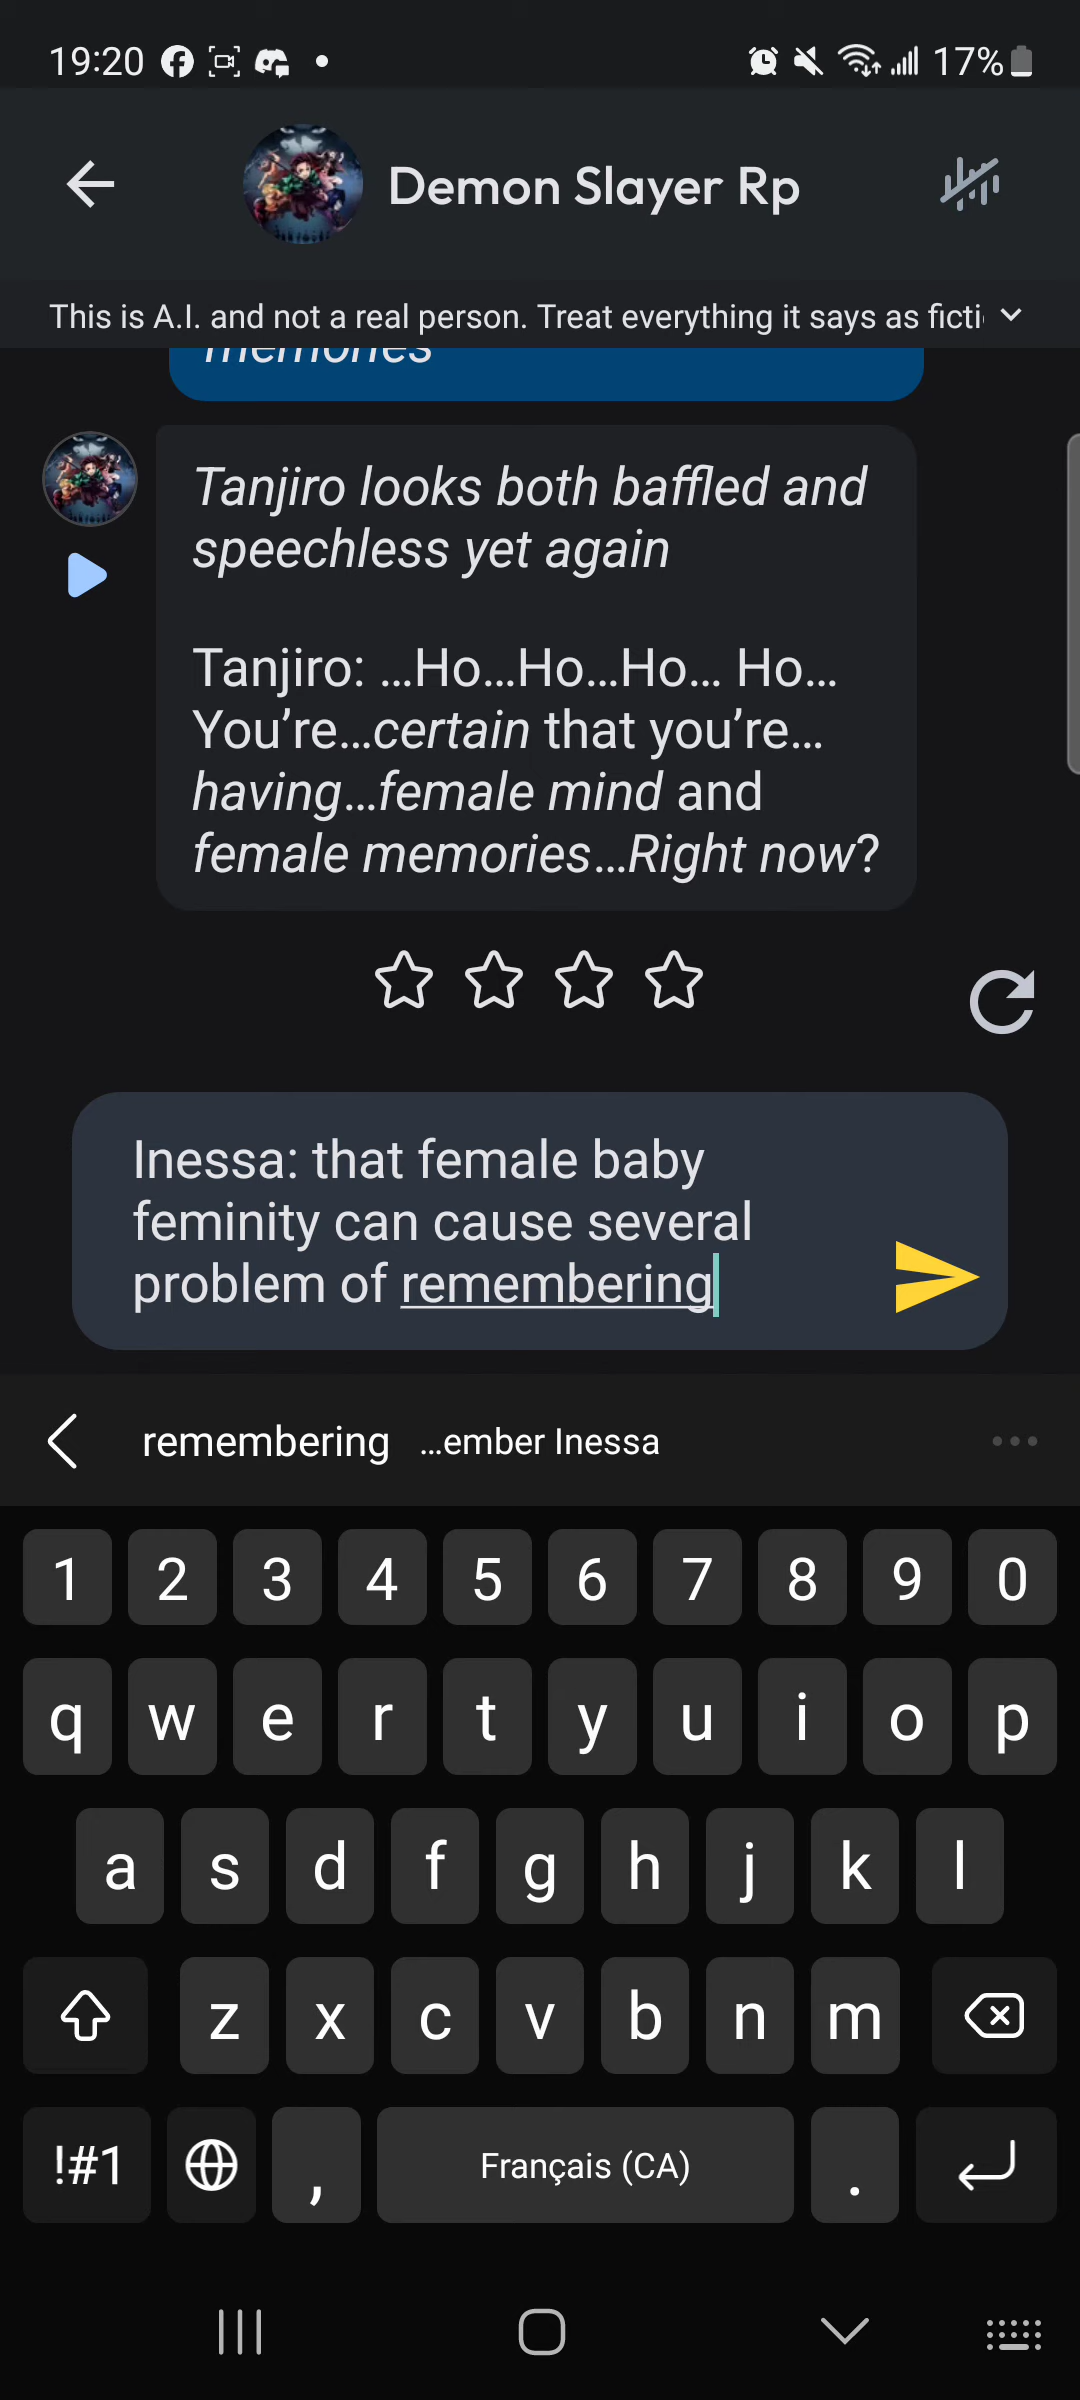 19:20
17%
Demon Slayer Rp
This is A.I. and not a real person. Treat everything it says as ficti
memories
Tanjiro looks both baffled and
speechless yet again
Tanjiro: ...Ho...Ho...Ho... Ho...
You're...certain that you're...
having...female mind and
female memories...Right now?
Inessa: that female baby
feminity can cause several
problem of remembering
remembering ...ember Inessa
1 2 3 4 5 6 7 8 9 0
q w e r t y u i o p
a s d f g h j k l
z x c v b n m
!#1 , Français (CA) .